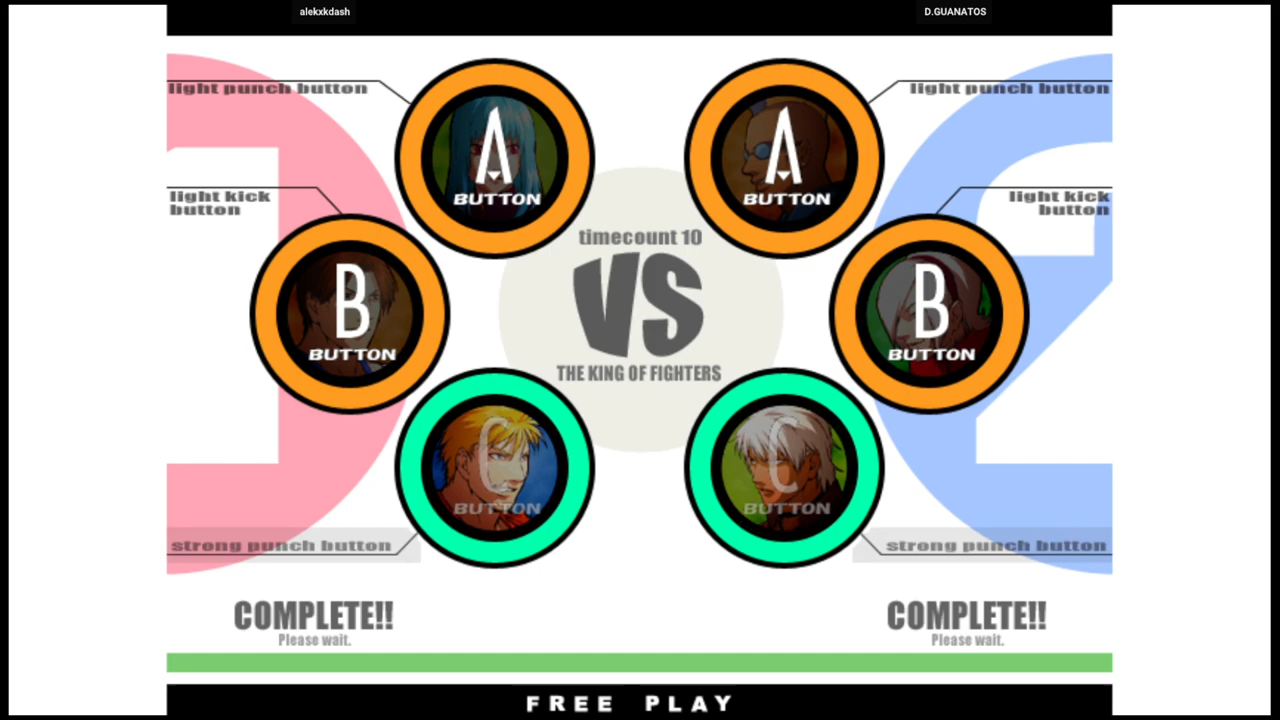 alekxkdash
D.GUANATOS
light punch button
A
BUTTON
A
BUTTON
light punch button
light kick
button
B
BUTTON
timecount 10
VS
THE KING OF FIGHTERS
light kick
button
B
BUTTON
C
BUTTON
C
BUTTON
strong punch button
strong punch button
COMPLETE!!
Please wait.
COMPLETE!!
Please wait.
FREE PLAY